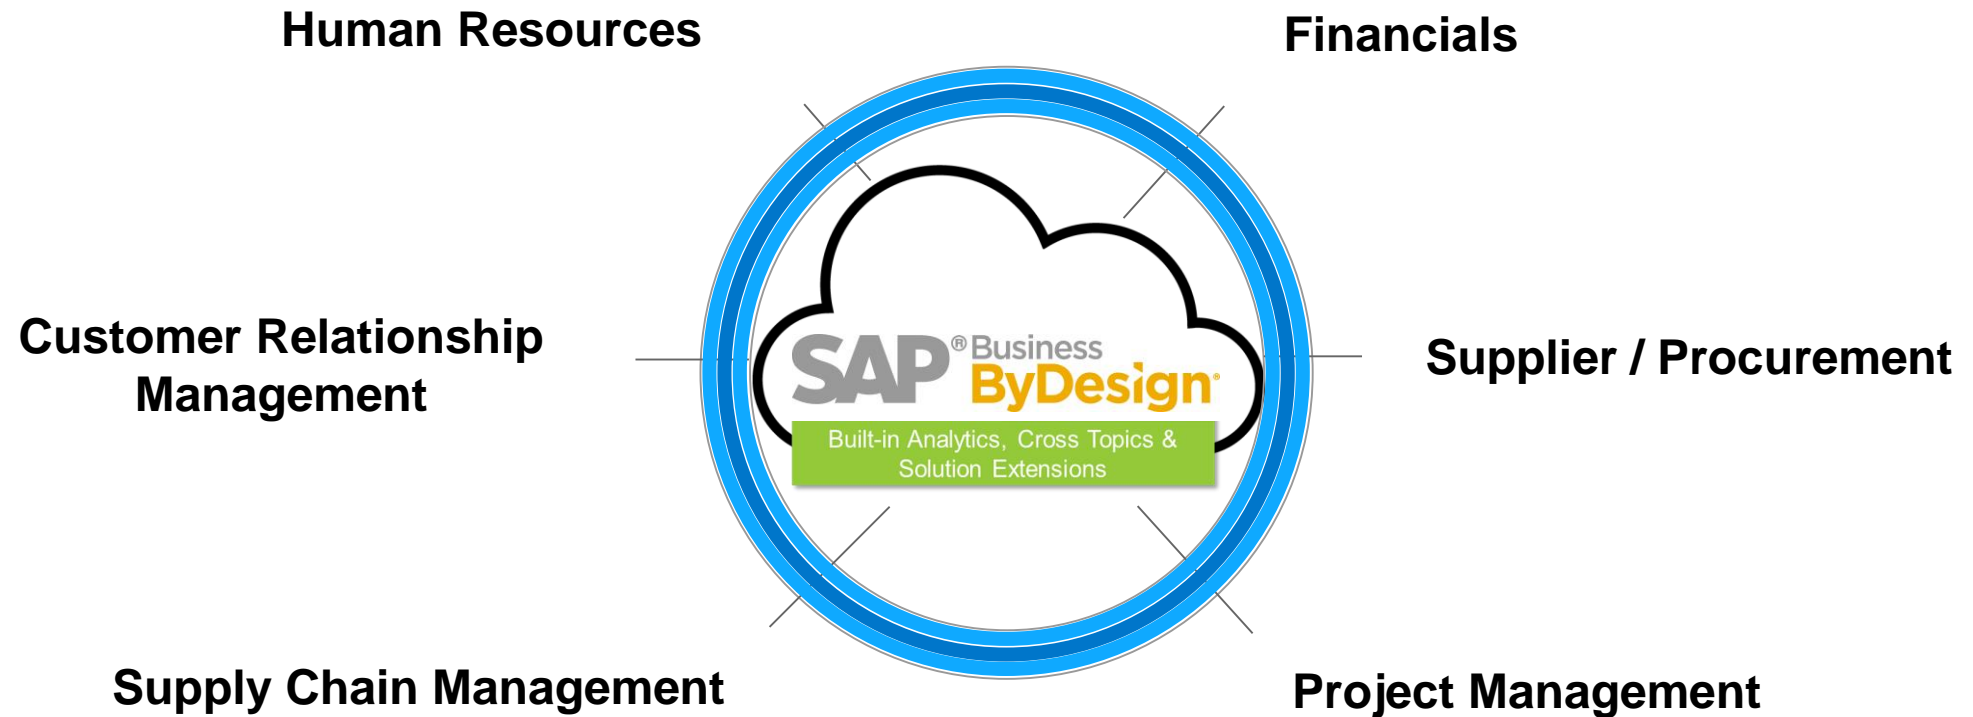 Human Resources
Financials
Customer Relationship
Management
SAP® Business
ByDesign
Supplier / Procurement
Built-in Analytics, Cross Topics &
Solution Extensions
Supply Chain Management
Project Management